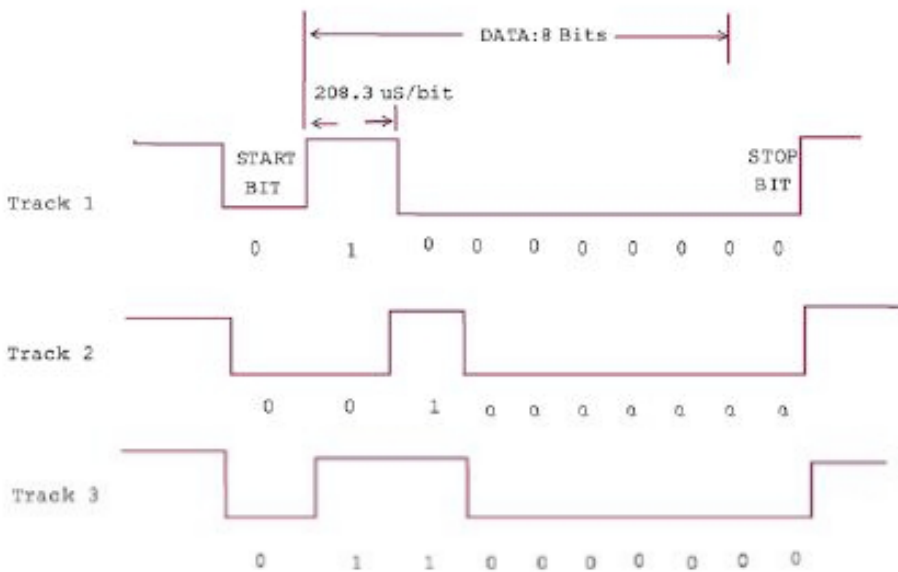 DATA:8 Bits
208.3 uS/bit
START
BIT
STOP
BIT
Track 1
0 1 0 0 0 0 0 0 0 0
Track 2
0 0 1 a a a a a a a
Track 3
0 1 1 0 0 0 0 0 0 0